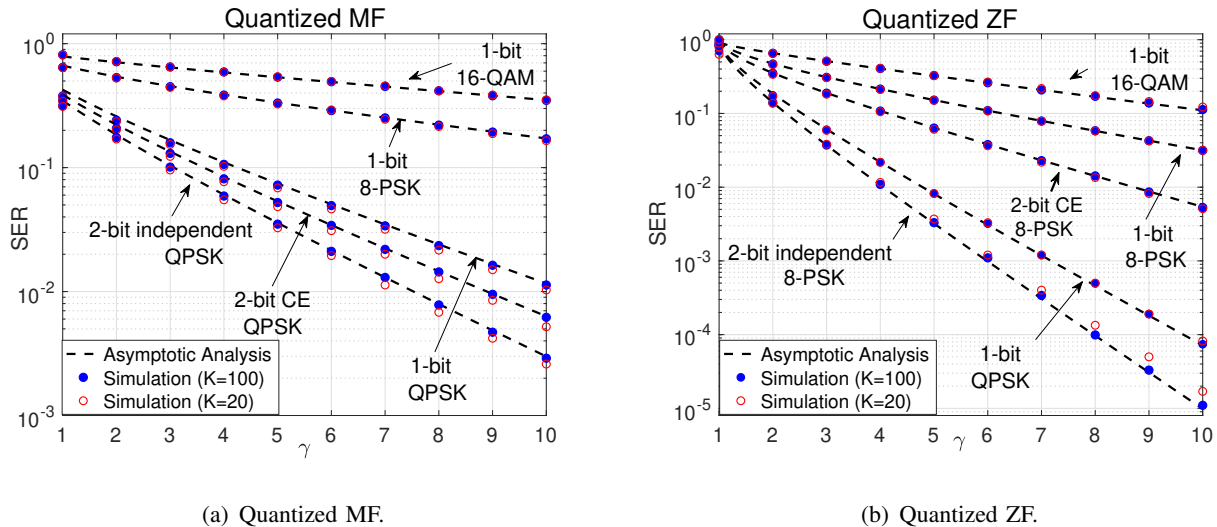 Quantized MF
10^0
10^-1
10^-2
10^-3
SER
1-bit
16-QAM
1-bit
8-PSK
2-bit independent
QPSK
2-bit CE
QPSK
1-bit
QPSK
Asymptotic Analysis
Simulation (K=100)
Simulation (K=20)
1 2 3 4 5 6 7 8 9 10
γ
(a) Quantized MF.
Quantized ZF
10^0
10^-1
10^-2
10^-3
10^-4
10^-5
SER
1-bit
16-QAM
2-bit CE
8-PSK
1-bit
8-PSK
2-bit independent
8-PSK
1-bit
QPSK
Asymptotic Analysis
Simulation (K=100)
Simulation (K=20)
1 2 3 4 5 6 7 8 9 10
γ
(b) Quantized ZF.